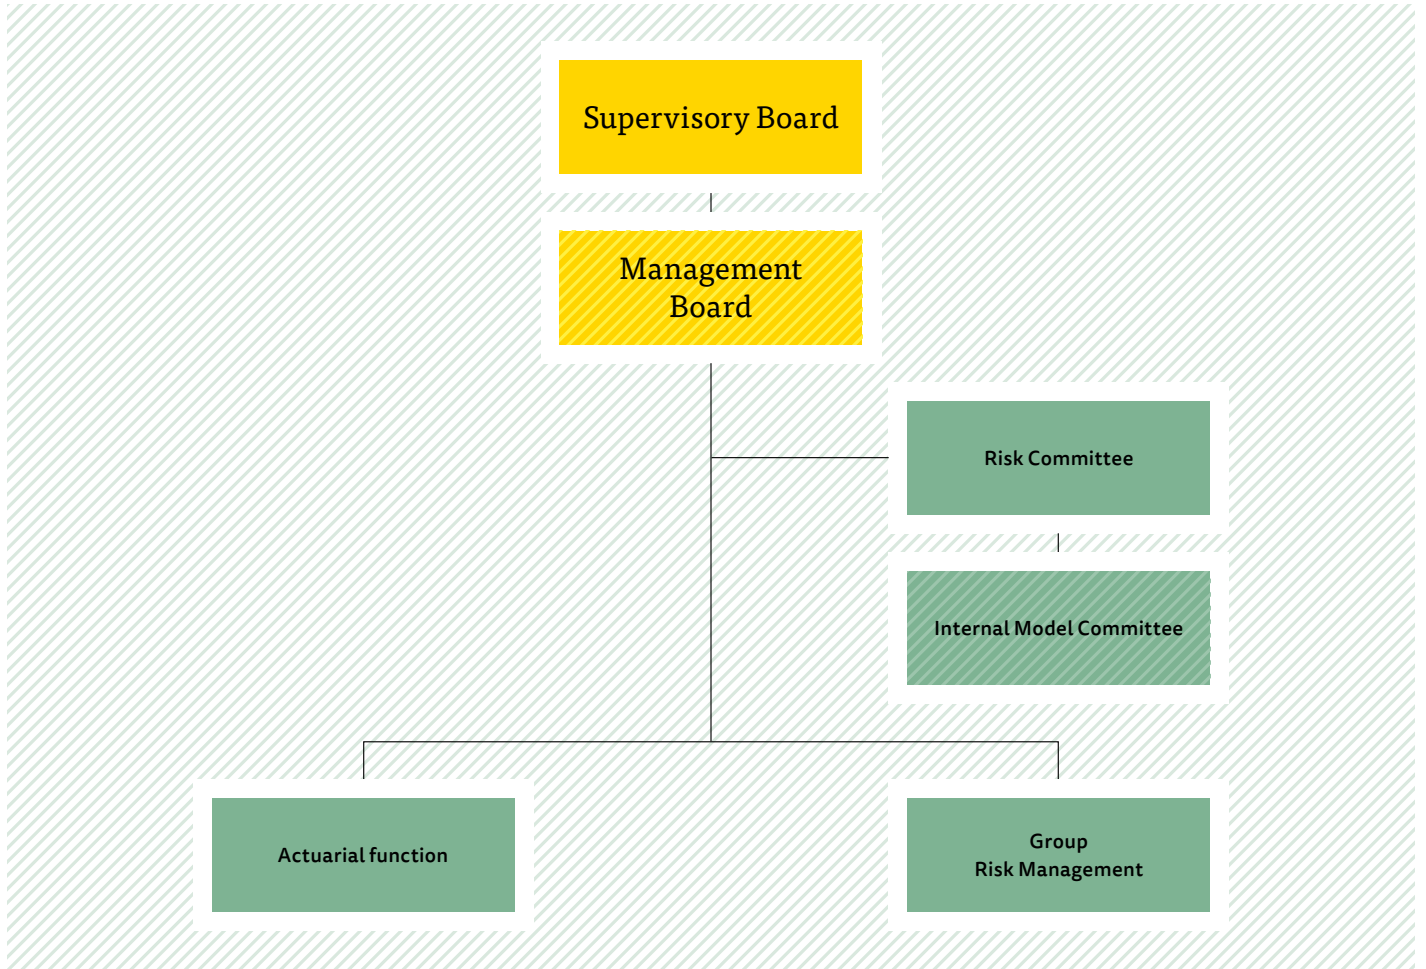 Supervisory Board
Management
Board
Risk Committee
Internal Model Committee
Actuarial function
Group
Risk Management